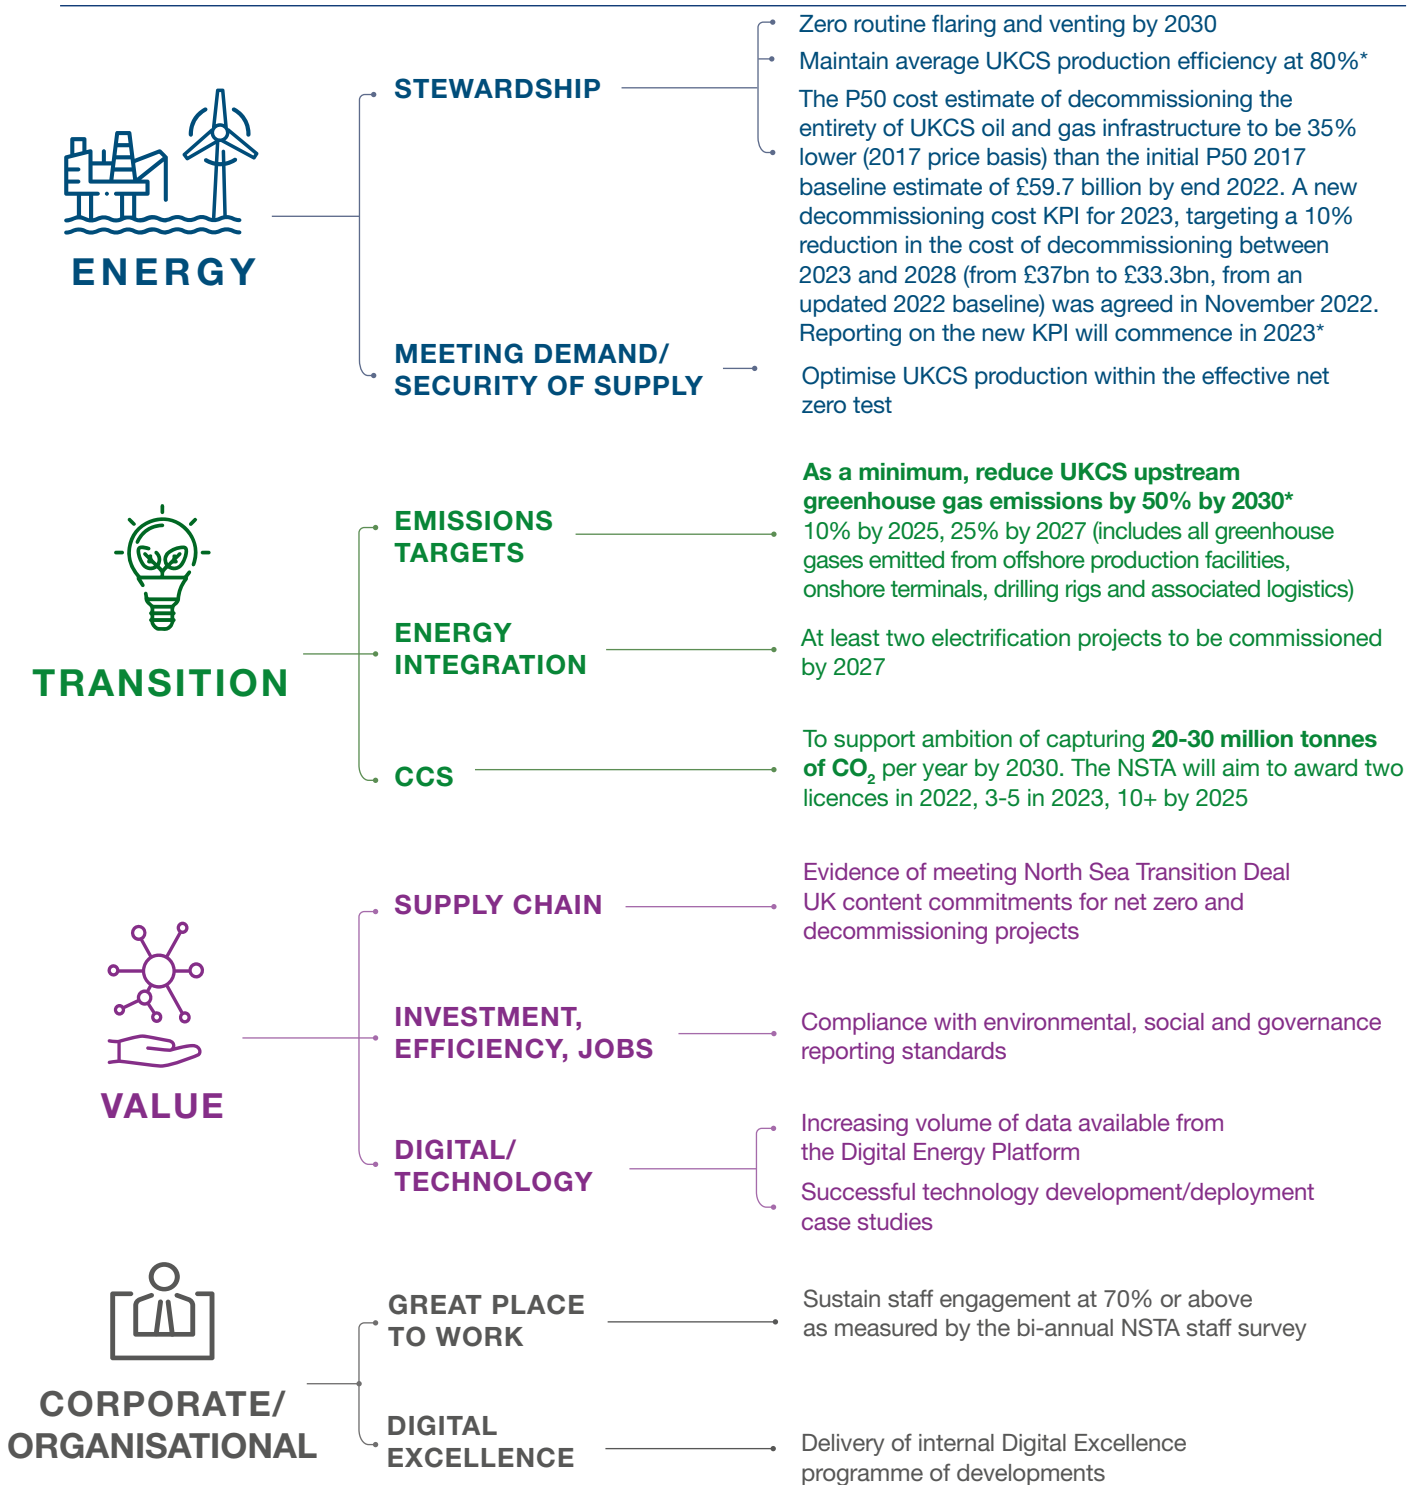 ENERGY
STEWARDSHIP
Zero routine flaring and venting by 2030
Maintain average UKCS production efficiency at 80%*
The P50 cost estimate of decommissioning the
entirety of UKCS oil and gas infrastructure to be 35%
lower (2017 price basis) than the initial P50 2017
baseline estimate of £59.7 billion by end 2022. A new
decommissioning cost KPI for 2023, targeting a 10%
reduction in the cost of decommissioning between
2023 and 2028 (from £37bn to £33.3bn, from an
updated 2022 baseline) was agreed in November 2022.
Reporting on the new KPI will commence in 2023*
MEETING DEMAND/
SECURITY OF SUPPLY
Optimise UKCS production within the effective net
zero test
TRANSITION
EMISSIONS
TARGETS
As a minimum, reduce UKCS upstream
greenhouse gas emissions by 50% by 2030*
10% by 2025, 25% by 2027 (includes all greenhouse
gases emitted from offshore production facilities,
onshore terminals, drilling rigs and associated logistics)
ENERGY
INTEGRATION
At least two electrification projects to be commissioned
by 2027
CCS
To support ambition of capturing 20-30 million tonnes
of CO₂ per year by 2030. The NSTA will aim to award two
licences in 2022, 3-5 in 2023, 10+ by 2025
VALUE
SUPPLY CHAIN
Evidence of meeting North Sea Transition Deal
UK content commitments for net zero and
decommissioning projects
INVESTMENT,
EFFICIENCY, JOBS
Compliance with environmental, social and governance
reporting standards
DIGITAL/
TECHNOLOGY
Increasing volume of data available from
the Digital Energy Platform
Successful technology development/deployment
case studies
CORPORATE/
ORGANISATIONAL
GREAT PLACE
TO WORK
Sustain staff engagement at 70% or above
as measured by the bi-annual NSTA staff survey
DIGITAL
EXCELLENCE
Delivery of internal Digital Excellence
programme of developments